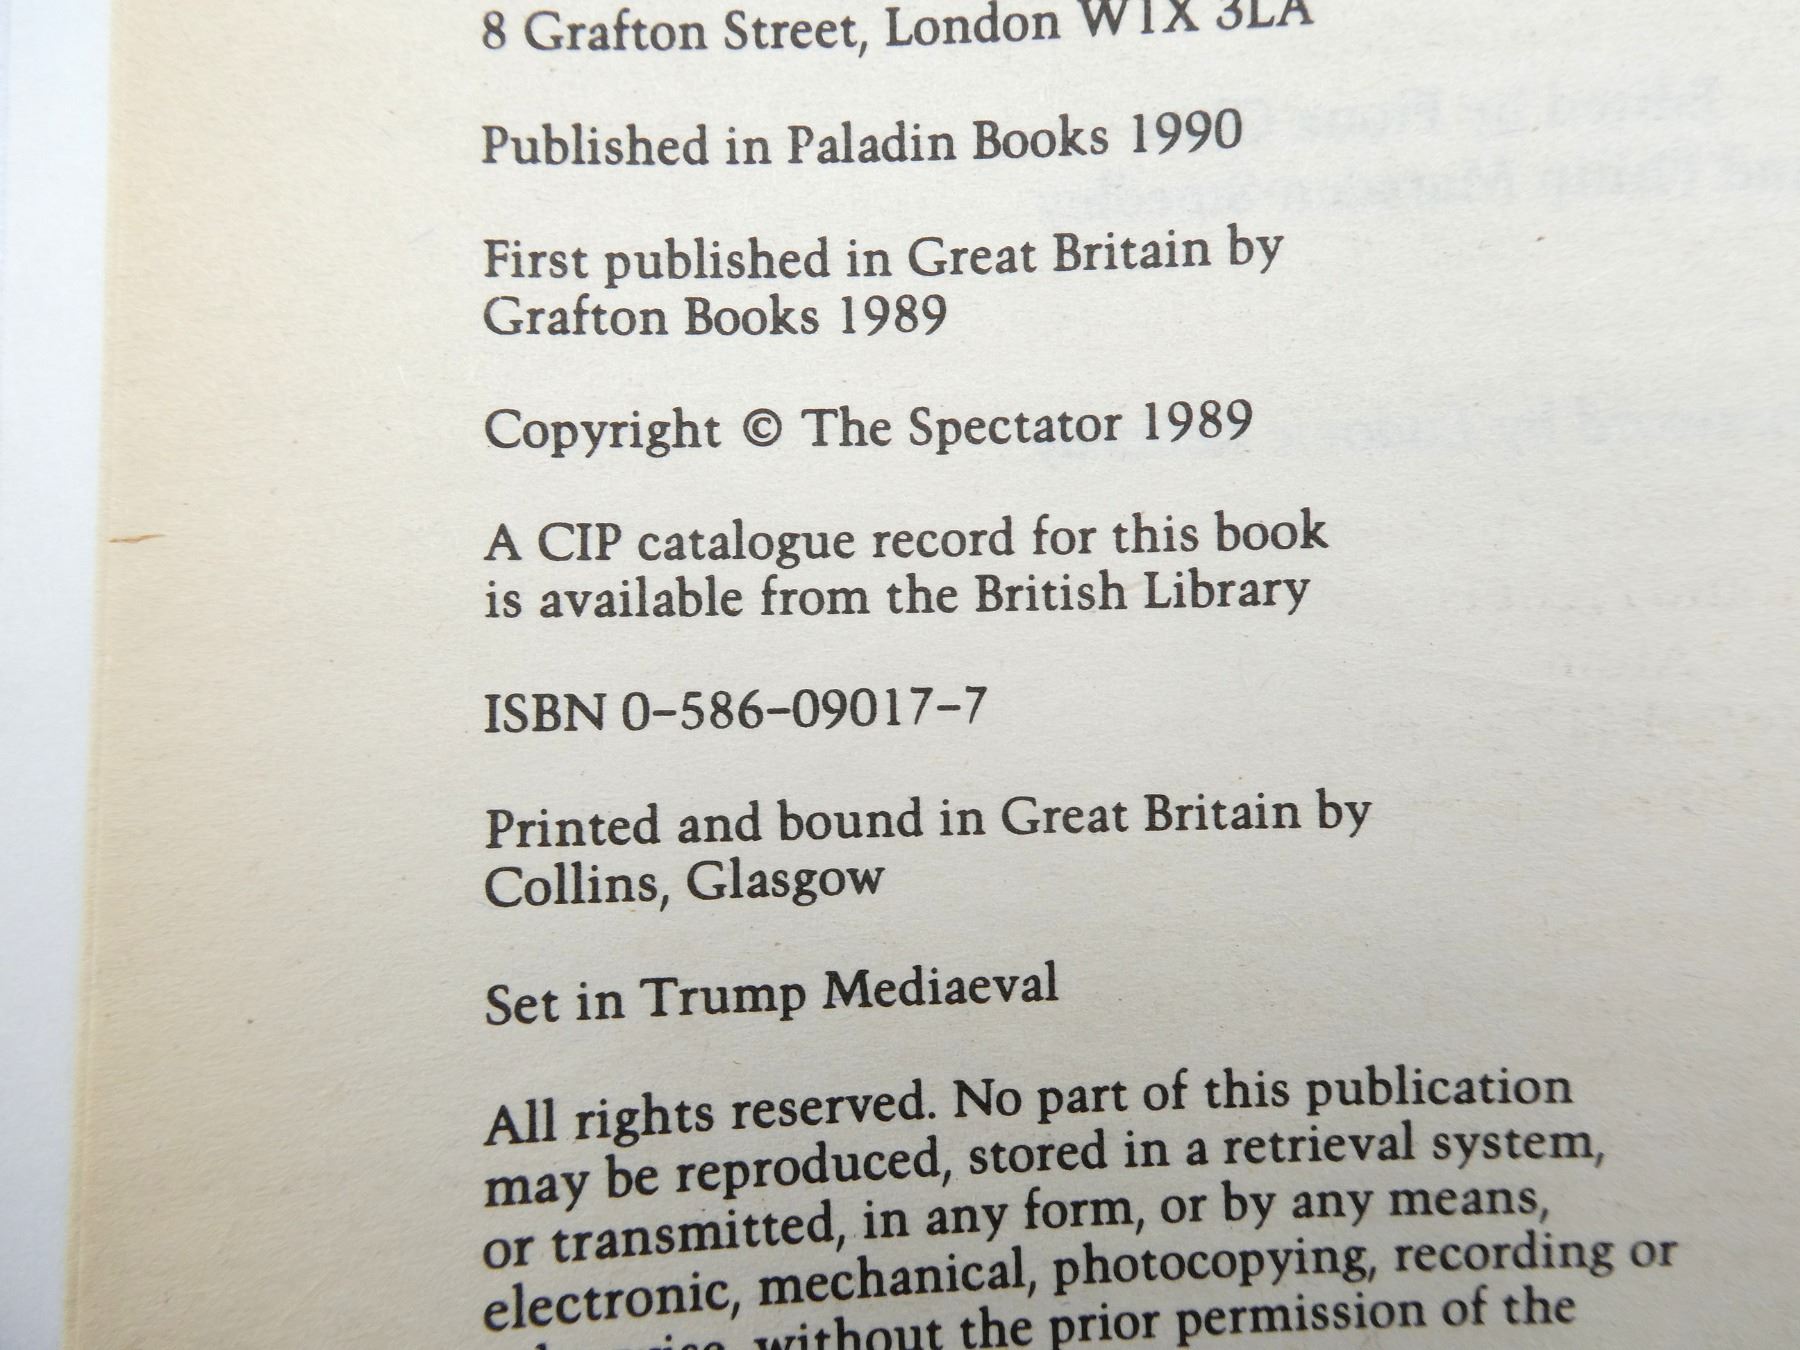 8 Grafton Street, London W1X 3LA
Published in Paladin Books 1990
First published in Great Britain by
Grafton Books 1989
Copyright © The Spectator 1989
A CIP catalogue record for this book
is available from the British Library
ISBN 0–586–09017–7
Printed and bound in Great Britain by
Collins, Glasgow
Set in Trump Mediaeval
All rights reserved. No part of this publication
may be reproduced, stored in a retrieval system,
or transmitted, in any form, or by any means,
electronic, mechanical, photocopying, recording or
without the prior permission of the